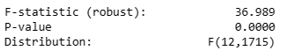 F-statistic (robust): 36.989
P-value 0.0000
Distribution: F(12,1715)